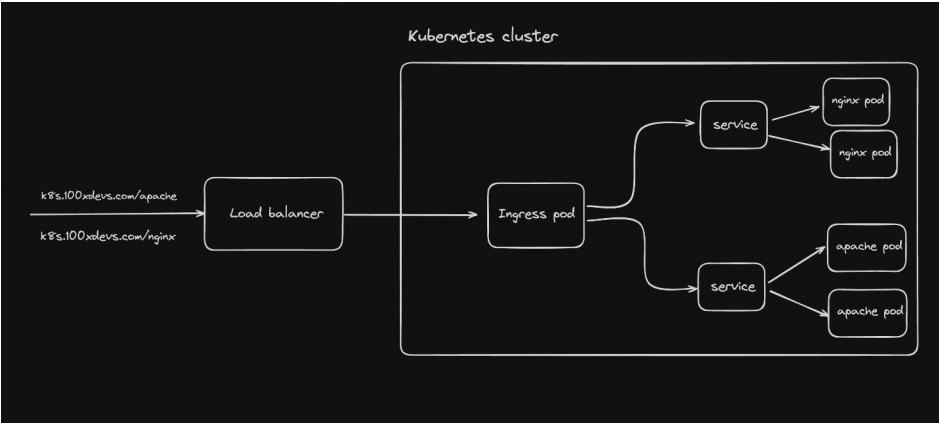 Kubernetes cluster
k8s.100xdevs.com/apache
k8s.100xdevs.com/nginx
Load balancer
Ingress pod
service
nginx pod
nginx pod
service
apache pod
apache pod